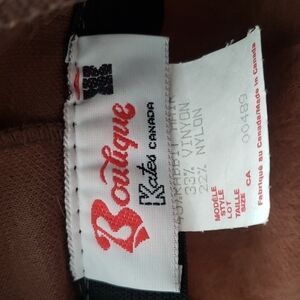 Boutique
Kates CANADA
33% VINYON
22% NYLON
MODÈLE
STYLE
LOT
00489
TAILLE
SIZE
CA
Fabriqué au Canada/Made in Canada